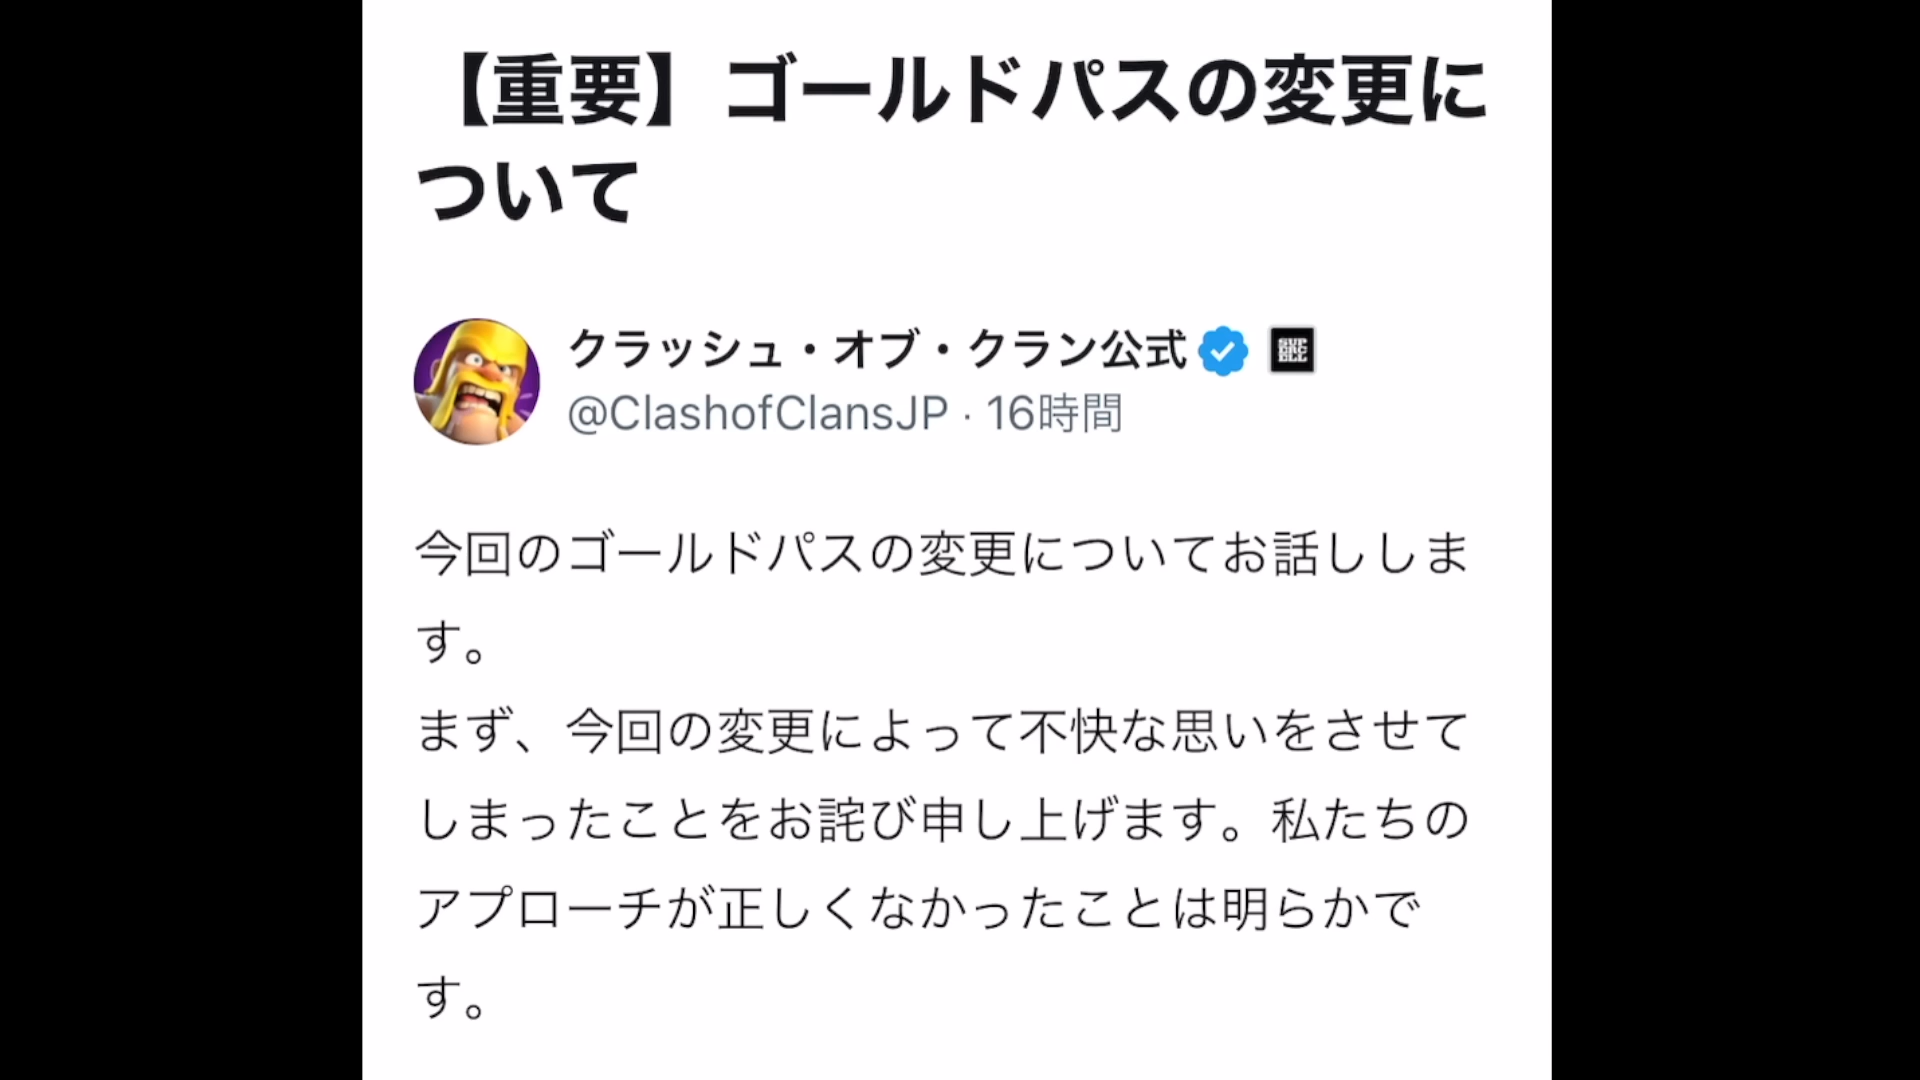 【重要】ゴールドパスの変更に
ついて
クラッシュ・オブ・クラン公式
SUPERCELL
@ClashofClansJP · 16時間
今回のゴールドパスの変更についてお話ししま
す。
まず、今回の変更によって不快な思いをさせて
しまったことをお詫び申し上げます。私たちの
アプローチが正しくなかったことは明らかで
す。